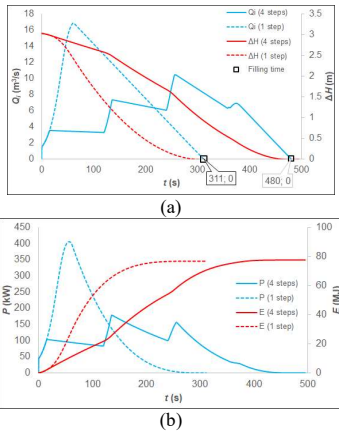 18
16
14
12
10
8
6
4
2
0
Qi (m³/s)
3.5
3
2.5
2
1.5
1
0.5
0
ΔH (m)
Qi (4 steps)
Qi (1 step)
ΔH (4 steps)
ΔH (1 step)
Filling time
0 100 200 300 400 500
311; 0
480; 0
t (s)
(a)
450
400
350
300
250
200
150
100
50
0
P (kW)
100
80
60
40
20
0
E (MJ)
P (4 steps)
P (1 step)
E (4 steps)
E (1 step)
0 100 200 300 400 500
t (s)
(b)